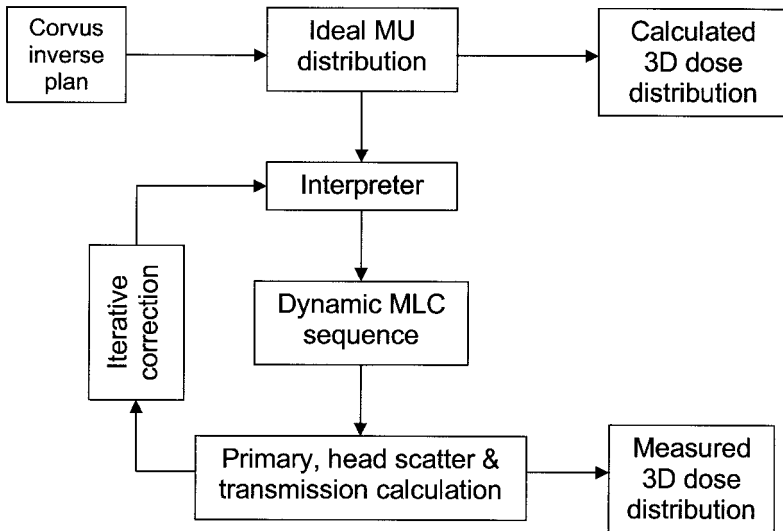 Corvus
inverse
plan
Ideal MU
distribution
Calculated
3D dose
distribution
Interpreter
Iterative
correction
Dynamic MLC
sequence
Primary, head scatter &
transmission calculation
Measured
3D dose
distribution